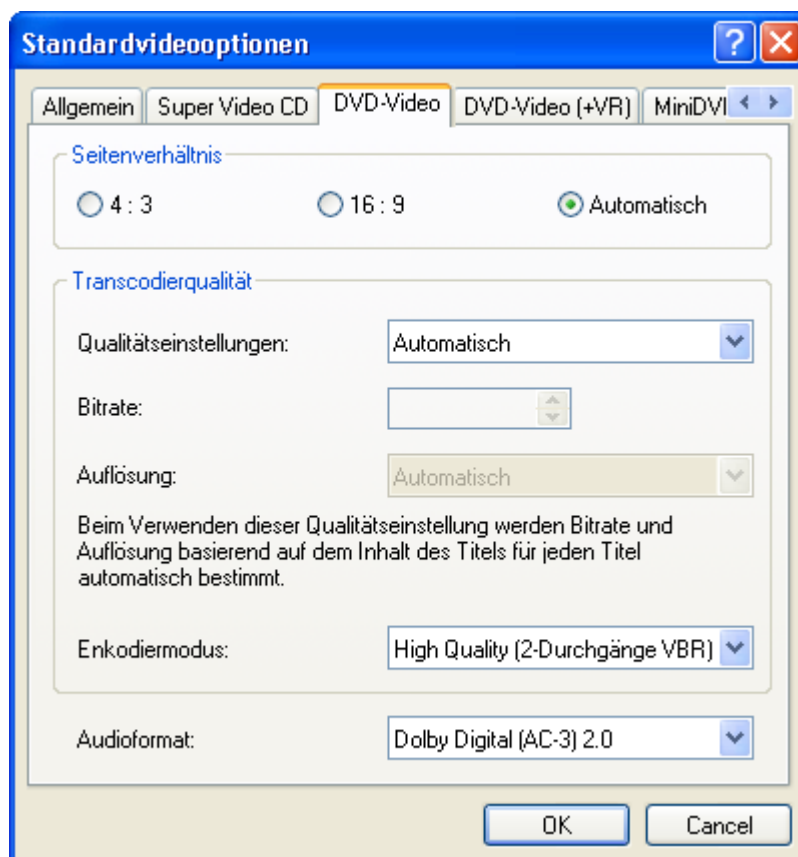 Standardvideooptionen
Allgemein
Super Video CD
DVD-Video
DVD-Video (+VR)
MiniDVI
Seitenverhältnis
4 : 3
16 : 9
Automatisch
Transcodierqualität
Qualitätseinstellungen:
Automatisch
Bitrate:
Auflösung:
Automatisch
Beim Verwenden dieser Qualitätseinstellung werden Bitrate und
Auflösung basierend auf dem Inhalt des Titels für jeden Titel
automatisch bestimmt.
Enkodiermodus:
High Quality (2-Durchgänge VBR)
Audioformat:
Dolby Digital (AC-3) 2.0
OK
Cancel